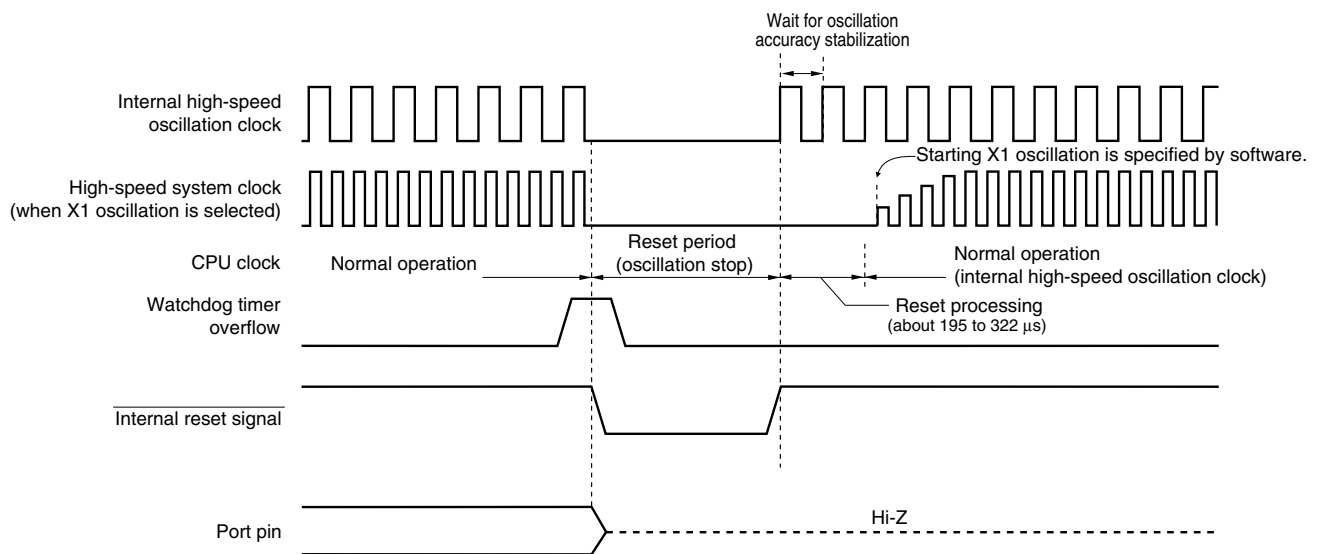 Wait for oscillation
accuracy stabilization
Internal high-speed
oscillation clock
Starting X1 oscillation is specified by software.
High-speed system clock
(when X1 oscillation is selected)
CPU clock
Normal operation
Reset period
(oscillation stop)
Normal operation
(internal high-speed oscillation clock)
Reset processing
(about 195 to 322 μs)
Watchdog timer
overflow
Internal reset signal
Hi-Z
Port pin